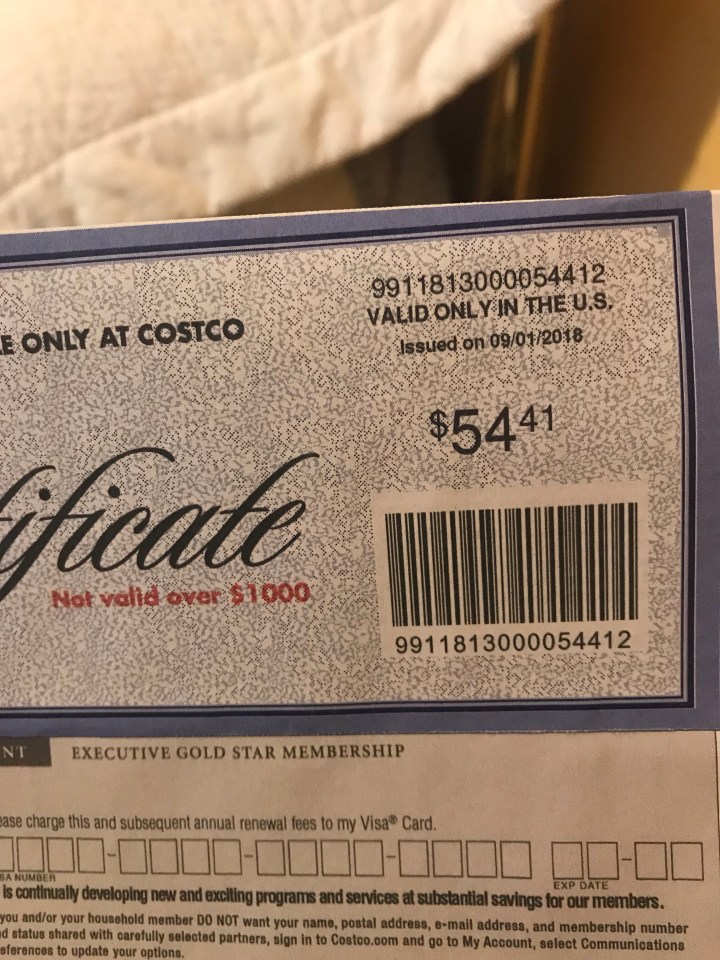 9911813000054412
VALID ONLY IN THE U.S.
E ONLY AT COSTCO
Issued on 09/01/2018
$54 41
ificate
Not valid over $1000
9911813000054412
NT EXECUTIVE GOLD STAR MEMBERSHIP
ease charge this and subsequent annual renewal fees to my Visa® Card.
SA NUMBER
EXP DATE
is continually developing new and exciting programs and services at substantial savings for our members.
you and/or your household member DO NOT want your name, postal address, e-mail address, and membership number
d status shared with carefully selected partners, sign in to Costco.com and go to My Account, select Communications
eferences to update your options.